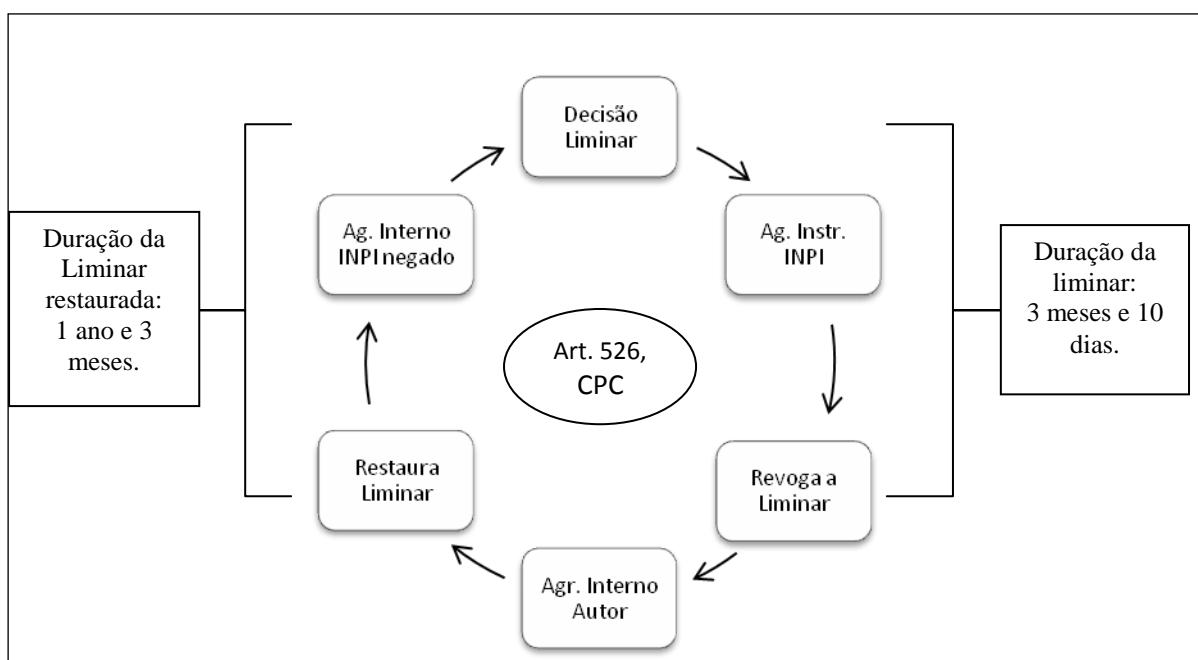 Decisão
Liminar
Ag. Instr.
INPI
Revoga a
Liminar
Agr. Interno
Autor
Restaura
Liminar
Ag. Interno
INPI negado
Art. 526,
CPC
Duração da
Liminar
restaurada:
1 ano e 3
meses.
Duração da
liminar:
3 meses e 10
dias.